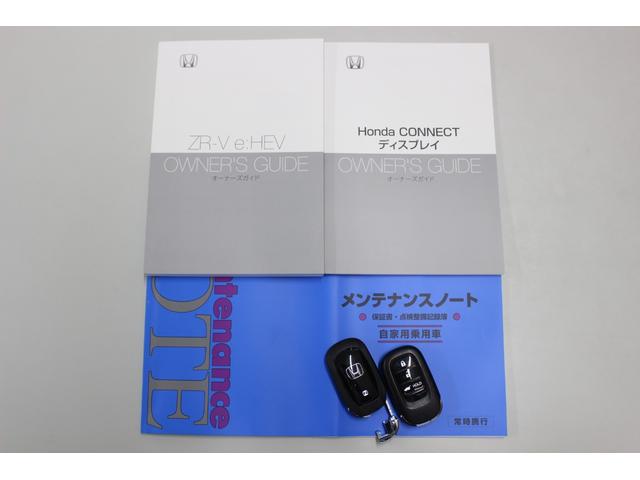 ZR-V e:HEV
OWNER'S GUIDE
オーナーズガイド
Honda CONNECT
ディスプレイ
OWNER'S GUIDE
オーナーズガイド
メンテナンスノート
保証書・点検整備記録簿
自家用乗用車
常時携行
HOLD